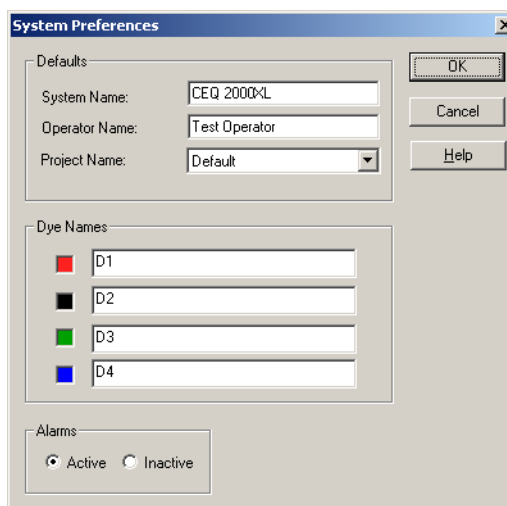 System Preferences
Defaults
OK
System Name:
CEQ 2000XL
Operator Name:
Test Operator
Cancel
Project Name:
Default
Help
Dye Names
D1
D2
D3
D4
Alarms
Active
Inactive